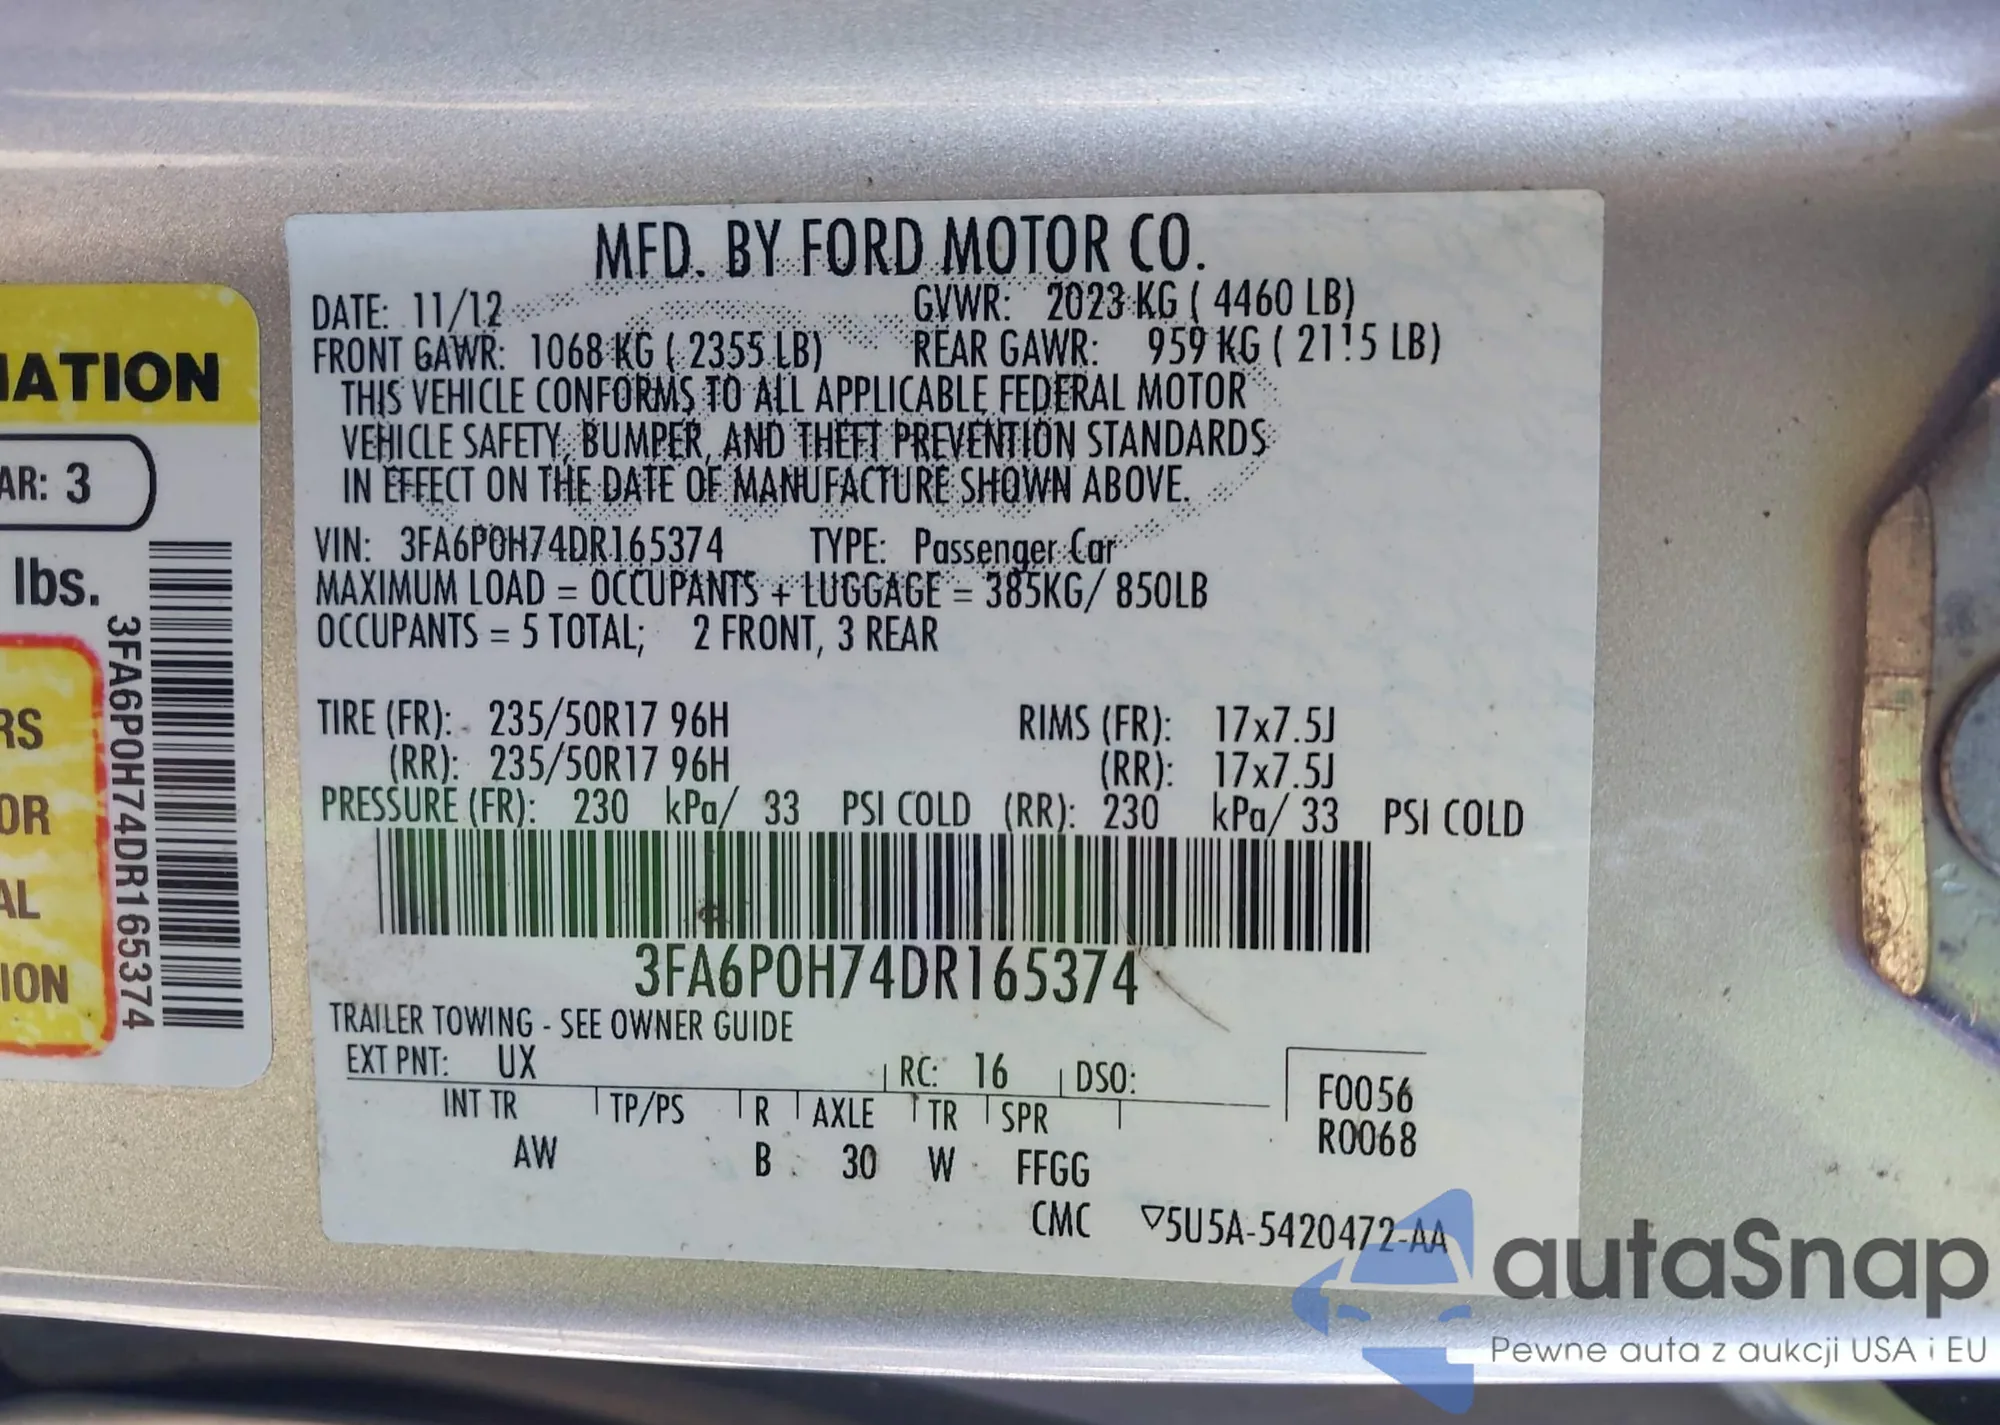 MFD. BY FORD MOTOR CO.
DATE: 11/12 GVWR: 2023 KG ( 4460 LB)
FRONT GAWR: 1068 KG ( 2355 LB) REAR GAWR: 959 KG ( 2115 LB)
THIS VEHICLE CONFORMS TO ALL APPLICABLE FEDERAL MOTOR
VEHICLE SAFETY, BUMPER, AND THEFT PREVENTION STANDARDS
IN EFFECT ON THE DATE OF MANUFACTURE SHOWN ABOVE.
VIN: 3FA6P0H74DR165374 TYPE: Passenger Car
MAXIMUM LOAD = OCCUPANTS + LUGGAGE = 385KG/ 850LB
OCCUPANTS = 5 TOTAL; 2 FRONT, 3 REAR
TIRE (FR): 235/50R17 96H RIMS (FR): 17x7.5J
(RR): 235/50R17 96H (RR): 17x7.5J
PRESSURE (FR): 230 kPa/ 33 PSI COLD (RR): 230 kPa/ 33 PSI COLD
3FA6P0H74DR165374
TRAILER TOWING - SEE OWNER GUIDE
EXT PNT: UX RC: 16 DSO:
INT TR TP/PS R AXLE TR SPR
AW B 30 W FFGG
F0056
R0068
CMC ▽5U5A-5420472-AA
IATION
AR: 3
lbs.
RS
OR
AL
ION
3FA6P0H74DR165374
autaSnap
Pewne auta z aukcji USA i EU